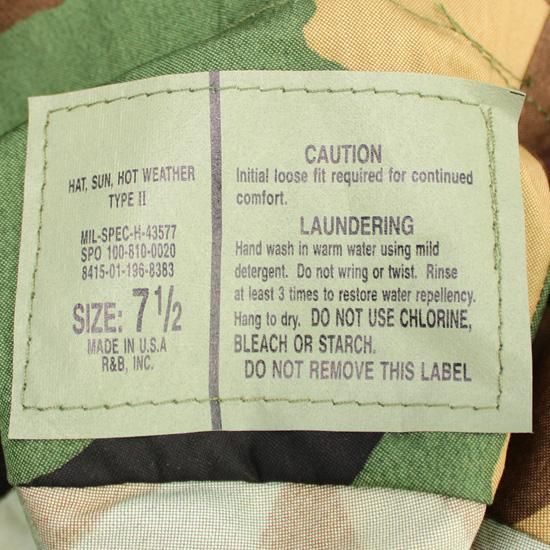 HAT, SUN, HOT WEATHER
TYPE II
MIL-SPEC-H-43577
SPO 100-810-0020
8415-01-196-8383
SIZE: 7 1/2
MADE IN U.S.A
R&B, INC.
CAUTION
Initial loose fit required for continued
comfort.
LAUNDERING
Hand wash in warm water using mild
detergent. Do not wring or twist. Rinse
at least 3 times to restore water repellency.
Hang to dry. DO NOT USE CHLORINE,
BLEACH OR STARCH.
DO NOT REMOVE THIS LABEL